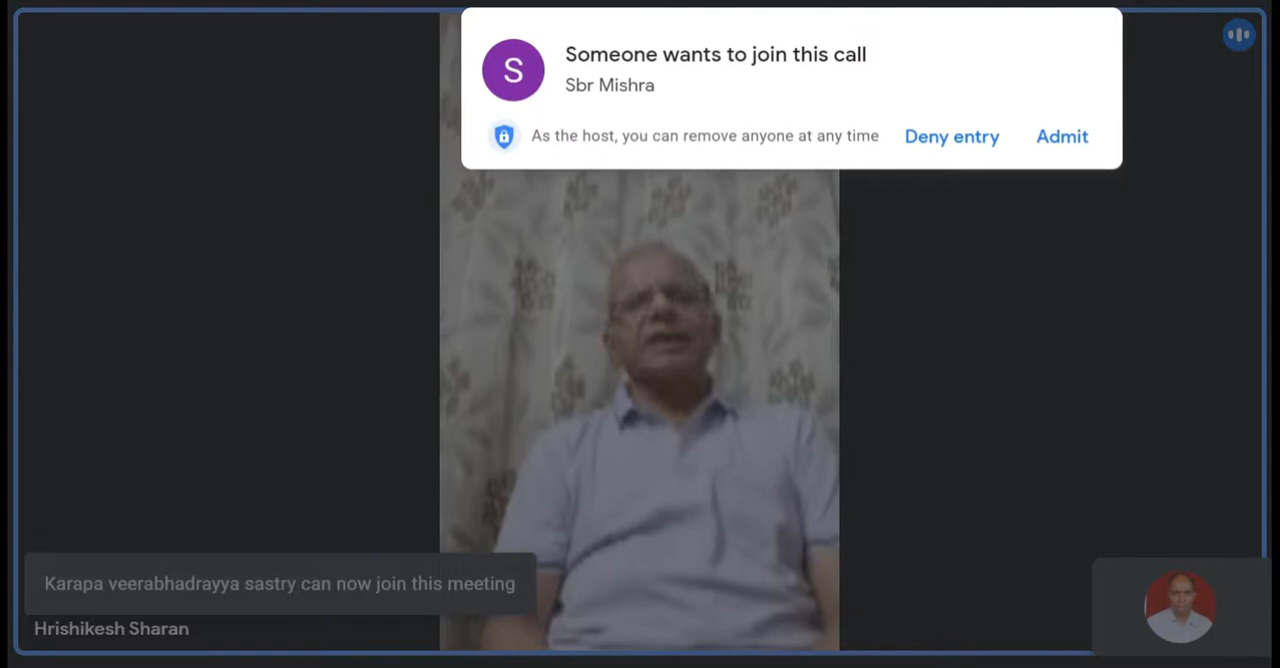 S
Someone wants to join this call
Sbr Mishra
As the host, you can remove anyone at any time
Deny entry
Admit
Karapa veerabhadrayya sastry can now join this meeting
Hrishikesh Sharan